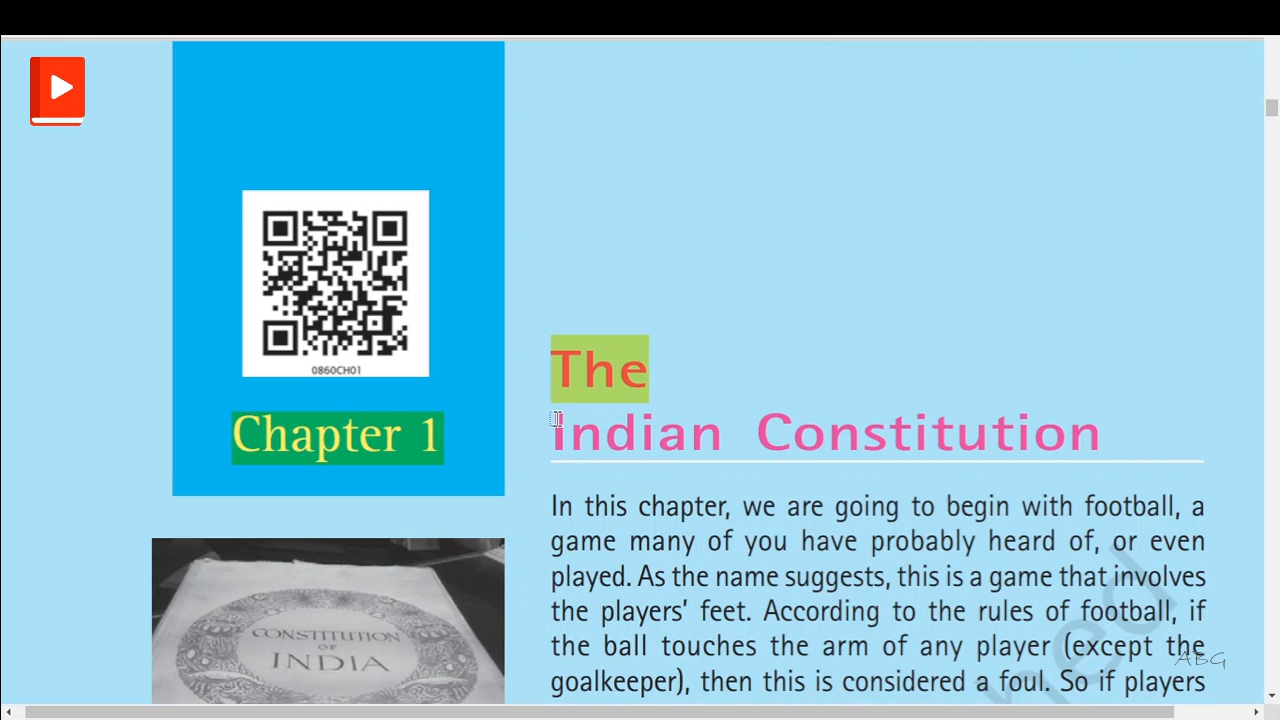 0860CH01
Chapter 1
The
Indian Constitution
In this chapter, we are going to begin with football, a
game many of you have probably heard of, or even
played. As the name suggests, this is a game that involves
the players' feet. According to the rules of football, if
the ball touches the arm of any player (except the
goalkeeper), then this is considered a foul. So if players
CONSTITUTION
OF
INDIA
ABG